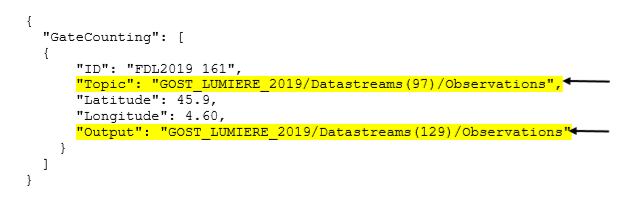 {
"GateCounting": [
{
"ID": "FDL2019 161",
"Topic": "GOST_LUMIERE_2019/Datastreams(97)/Observations",
"Latitude": 45.9,
"Longitude": 4.60,
"Output": "GOST_LUMIERE_2019/Datastreams(129)/Observations"
}
]
}